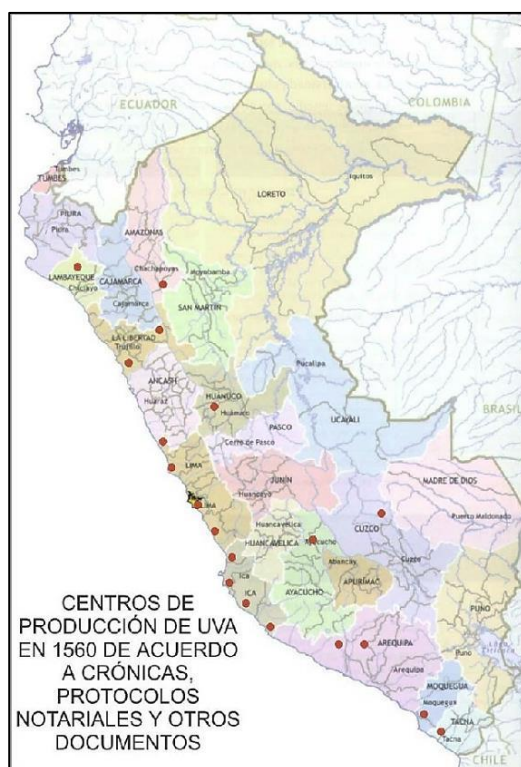 ECUADOR
COLOMBIA
Tumbes
TUMBES
LORETO
Iquitos
PIURA
Piura
AMAZONAS
LAMBAYEQUE
Chiclayo
CAJAMARCA
Cajamarca
Chachapoyas
Moyobamba
SAN MARTÍN
LA LIBERTAD
Trujillo
ANCASH
Huaraz
HUANUCO
Huánuco
Pucallpa
UCAYALI
BRASIL
PASCO
Cerro de Pasco
LIMA
JUNÍN
Huancayo
MADRE DE DIOS
Puerto Maldonado
LIMA
Huancavelica
HUANCAVELICA
Ayacucho
CUZCO
Cuzco
Abancay
APURÍMAC
Ica
ICA
AYACUCHO
PUNO
Puno
AREQUIPA
Arequipa
MOQUEGUA
Moquegua
TACNA
Tacna
CHILE
CENTROS DE
PRODUCCIÓN DE UVA
EN 1560 DE ACUERDO
A CRÓNICAS,
PROTOCOLOS
NOTARIALES Y OTROS
DOCUMENTOS